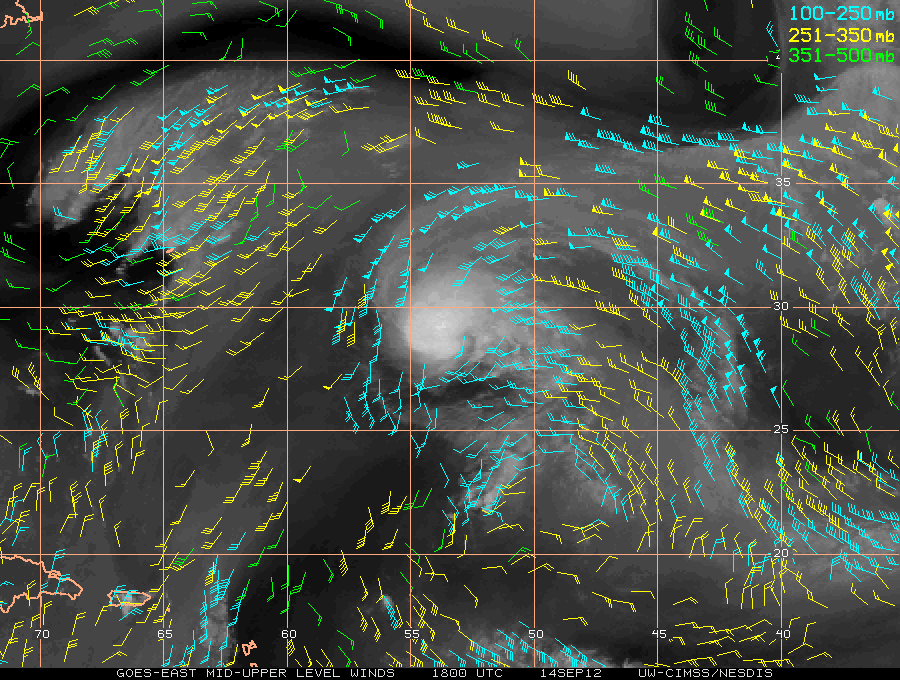 100-250mb
251-350mb
351-500mb
4
35
30
25
20
70 65 60 55 50 45 40
GOES-EAST MID-UPPER LEVEL WINDS 1800 UTC 14SEP12 UW-CIMSS/NESDIS